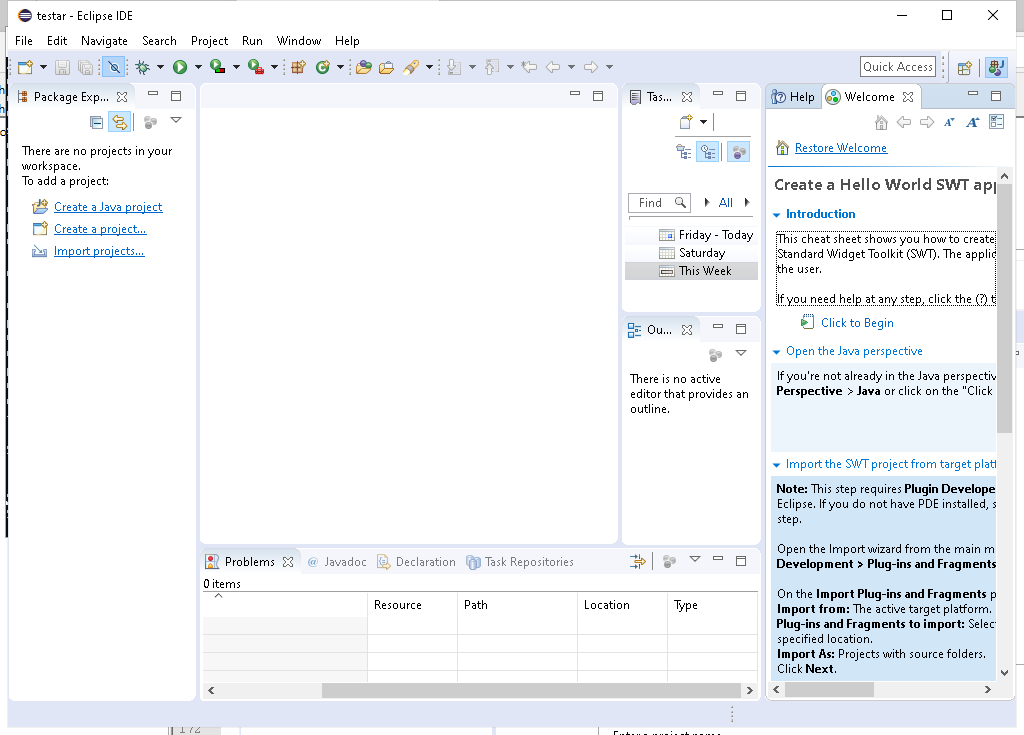 testar - Eclipse IDE
File Edit Navigate Search Project Run Window Help
Quick Access
Package Exp...
There are no projects in your
workspace.
To add a project:
Create a Java project
Create a project...
Import projects...
Tas...
Find All
Friday - Today
Saturday
This Week
Ou...
There is no active
editor that provides an
outline.
Problems @ Javadoc Declaration Task Repositories
0 items
Resource Path Location Type
Help Welcome
Restore Welcome
Create a Hello World SWT app
Introduction
This cheat sheet shows you how to create
Standard Widget Toolkit (SWT). The applic
the user.
If you need help at any step, click the (?) t
Click to Begin
Open the Java perspective
If you're not already in the Java perspectiv
Perspective > Java or click on the "Click
Import the SWT project from target platf
Note: This step requires Plugin Develope
Eclipse. If you do not have PDE installed, s
step.
Open the Import wizard from the main m
Development > Plug-ins and Fragments
On the Import Plug-ins and Fragments p
Import from: The active target platform.
Plug-ins and Fragments to import: Selec
specified location.
Import As: Projects with source folders.
Click Next.
172